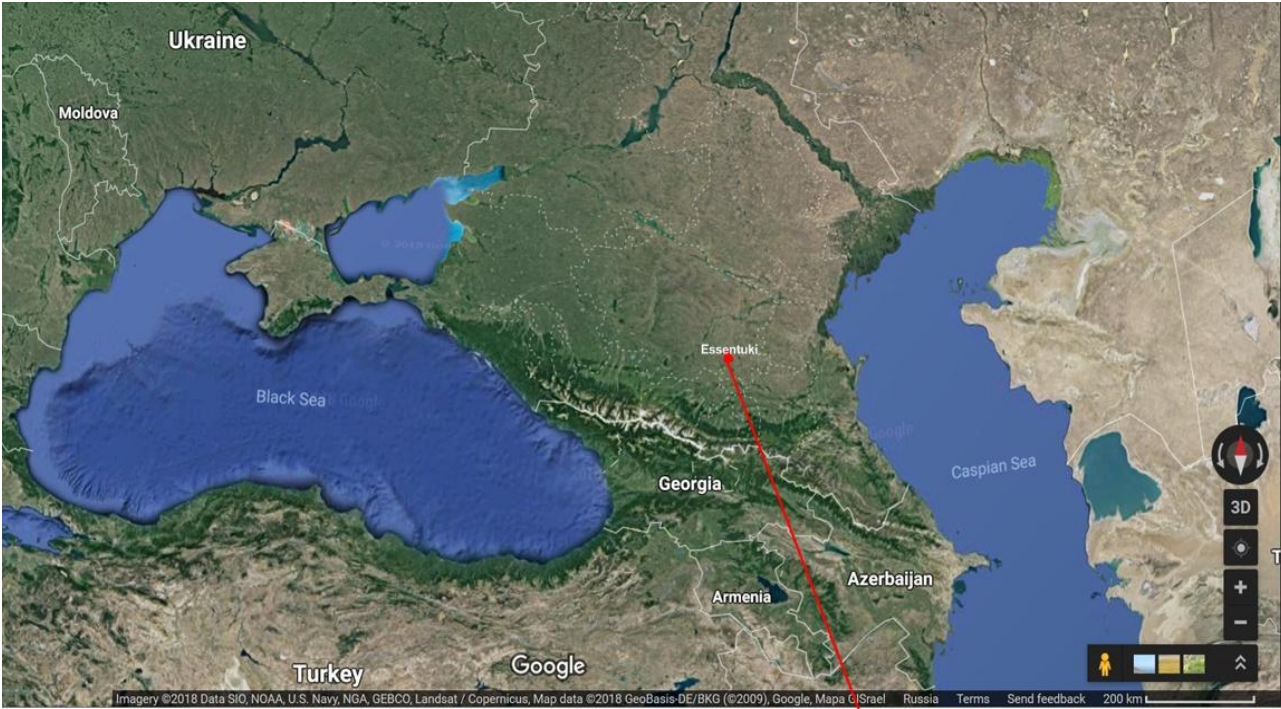 Ukraine
Moldova
Essentuki
Black Sea
Google
Caspian Sea
Georgia
3D
Azerbaijan
Armenia
Turkey
Google
Imagery ©2018 Data SIO, NOAA, U.S. Navy, NGA, GEBCO, Landsat / Copernicus, Map data ©2018 GeoBasis-DE/BKG (©2009), Google, Mapa GISrael Russia Terms Send feedback 200 km